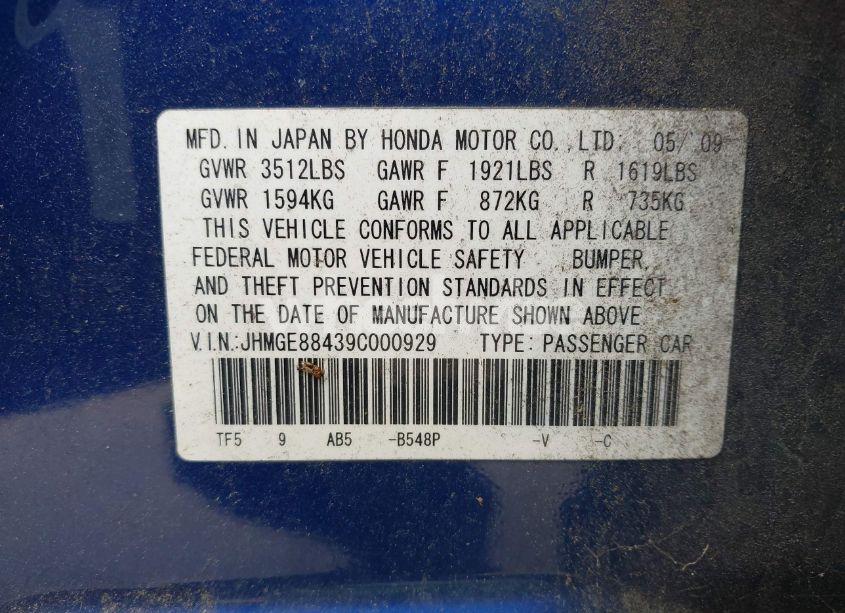 MFD. IN JAPAN BY HONDA MOTOR CO., LTD. 05/ 09
GVWR 3512LBS GAWR F 1921LBS R 1619LBS
GVWR 1594KG GAWR F 872KG R 735KG
THIS VEHICLE CONFORMS TO ALL APPLICABLE
FEDERAL MOTOR VEHICLE SAFETY BUMPER,
AND THEFT PREVENTION STANDARDS IN EFFECT
ON THE DATE OF MANUFACTURE SHOWN ABOVE
V.I.N.:JHMGE88439C000929 TYPE: PASSENGER CAR
TF5 9 AB5 -B548P -V -C